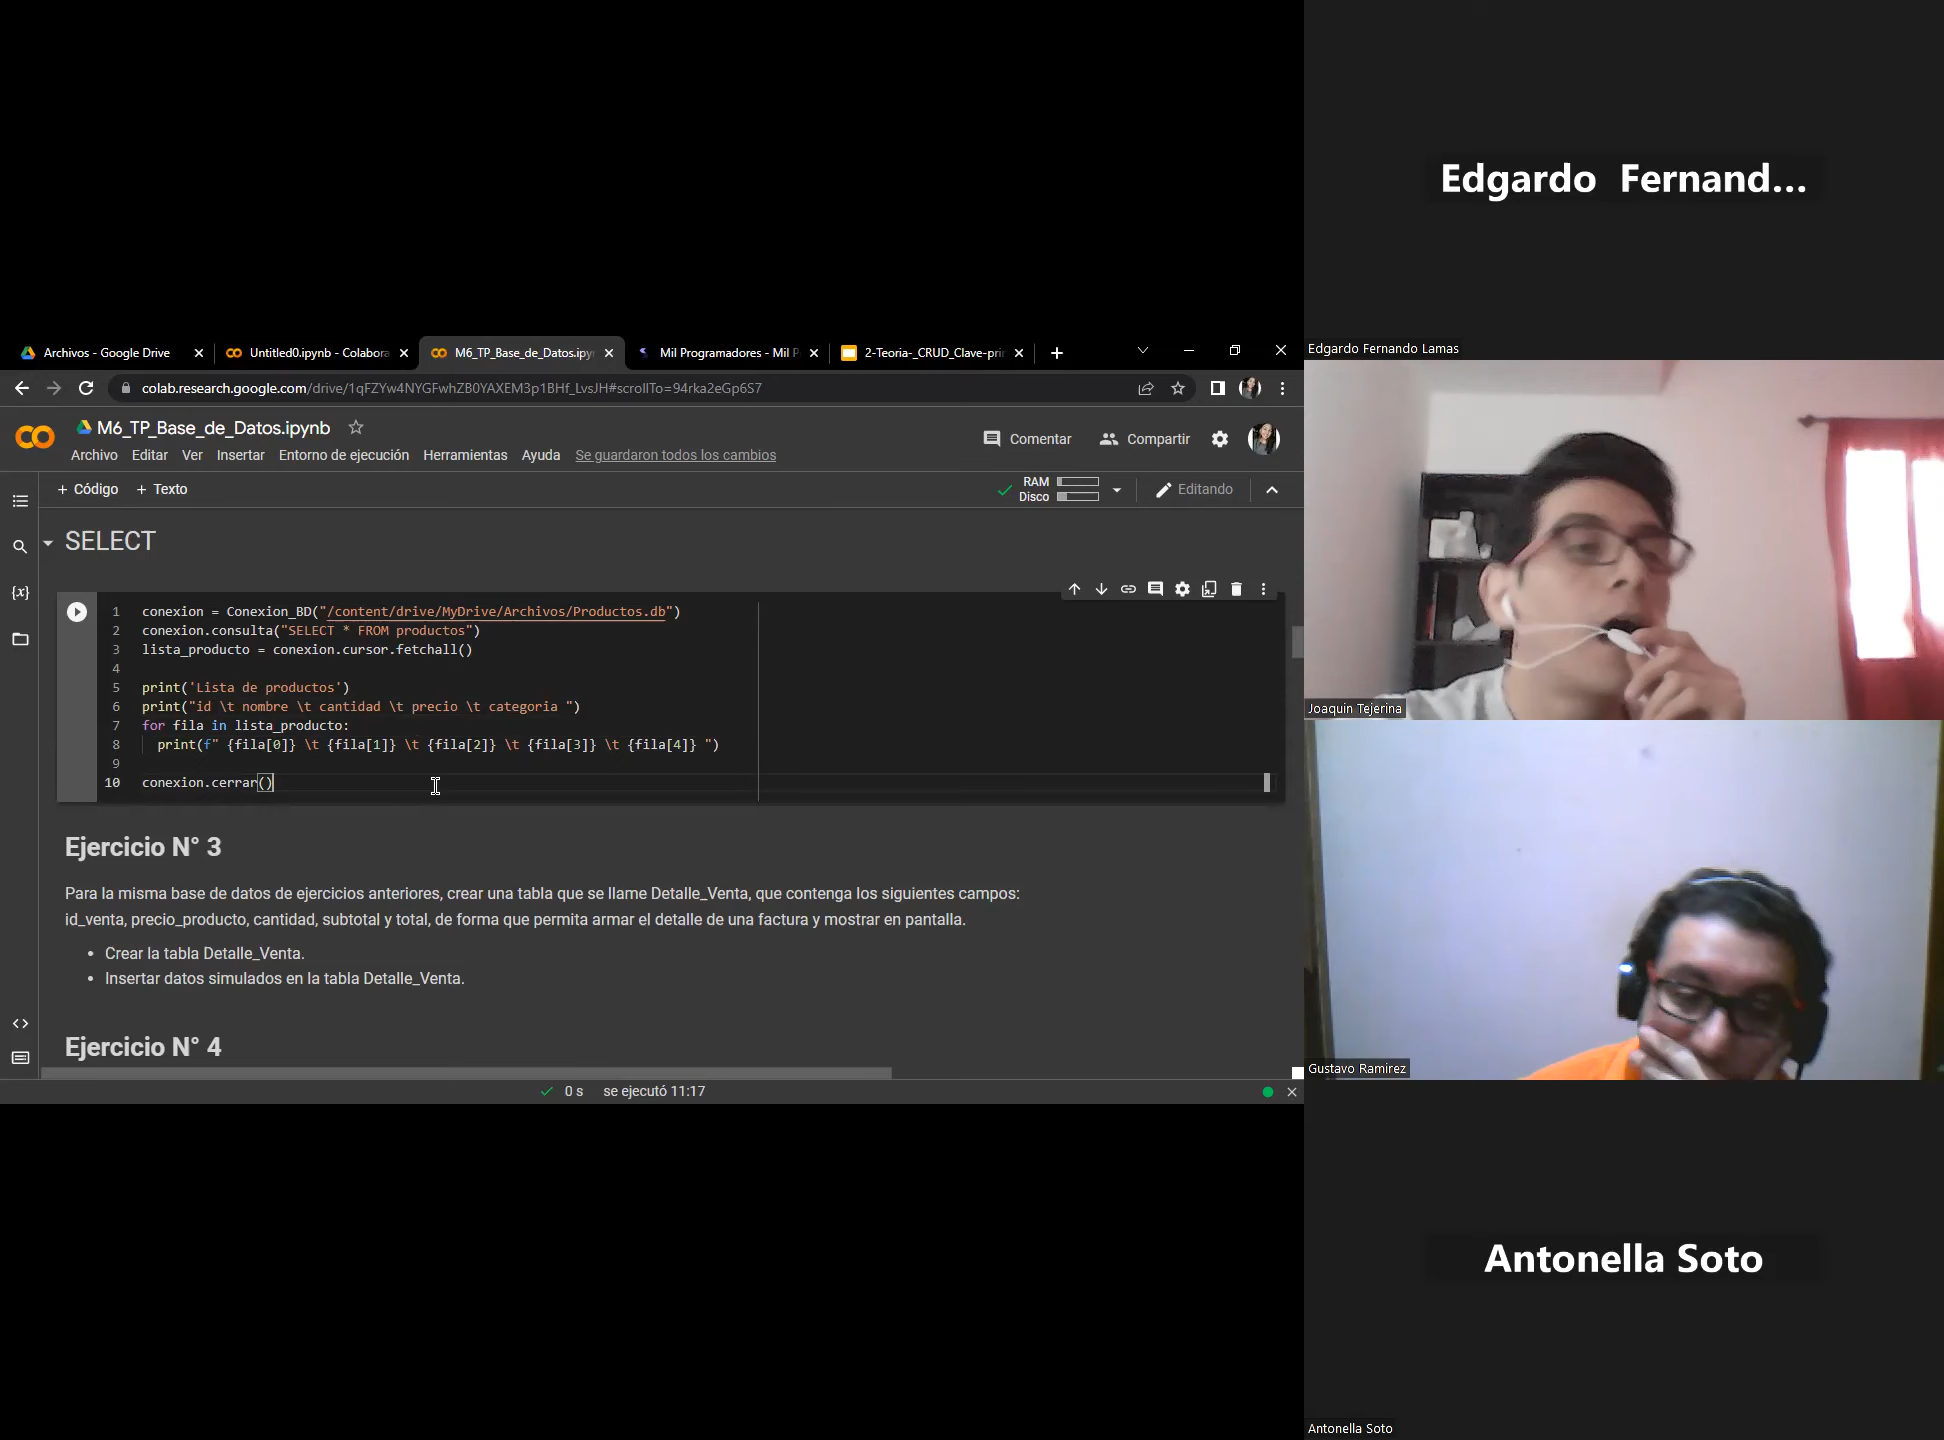 Archivos - Google Drive
Untitled0.ipynb - Colabora
M6_TP_Base_de_Datos.ipy
Mil Programadores - Mil P
2-Teoria-_CRUD_Clave-pri
colab.research.google.com/drive/1qFZYw4NYGFwhZB0YAXEM3p1BHf_LvsJH#scrollTo=94rka2eGp6S7
M6_TP_Base_de_Datos.ipynb
Comentar
Compartir
Archivo Editar Ver Insertar Entorno de ejecución Herramientas Ayuda Se guardaron todos los cambios
+ Código + Texto
RAM
Disco
Editando
SELECT
1 conexion = Conexion_BD("/content/drive/MyDrive/Archivos/Productos.db")
2 conexion.consulta("SELECT * FROM productos")
3 lista_producto = conexion.cursor.fetchall()
4
5 print('Lista de productos')
6 print("id \t nombre \t cantidad \t precio \t categoria ")
7 for fila in lista_producto:
8 print(f" {fila[0]} \t {fila[1]} \t {fila[2]} \t {fila[3]} \t {fila[4]} ")
9
10 conexion.cerrar()
Ejercicio N° 3
Para la misma base de datos de ejercicios anteriores, crear una tabla que se llame Detalle_Venta, que contenga los siguientes campos:
id_venta, precio_producto, cantidad, subtotal y total, de forma que permita armar el detalle de una factura y mostrar en pantalla.
• Crear la tabla Detalle_Venta.
• Insertar datos simulados en la tabla Detalle_Venta.
Ejercicio N° 4
0 s se ejecutó 11:17
Edgardo Fernand...
Edgardo Fernando Lamas
Joaquin Tejerina
Gustavo Ramirez
Antonella Soto
Antonella Soto